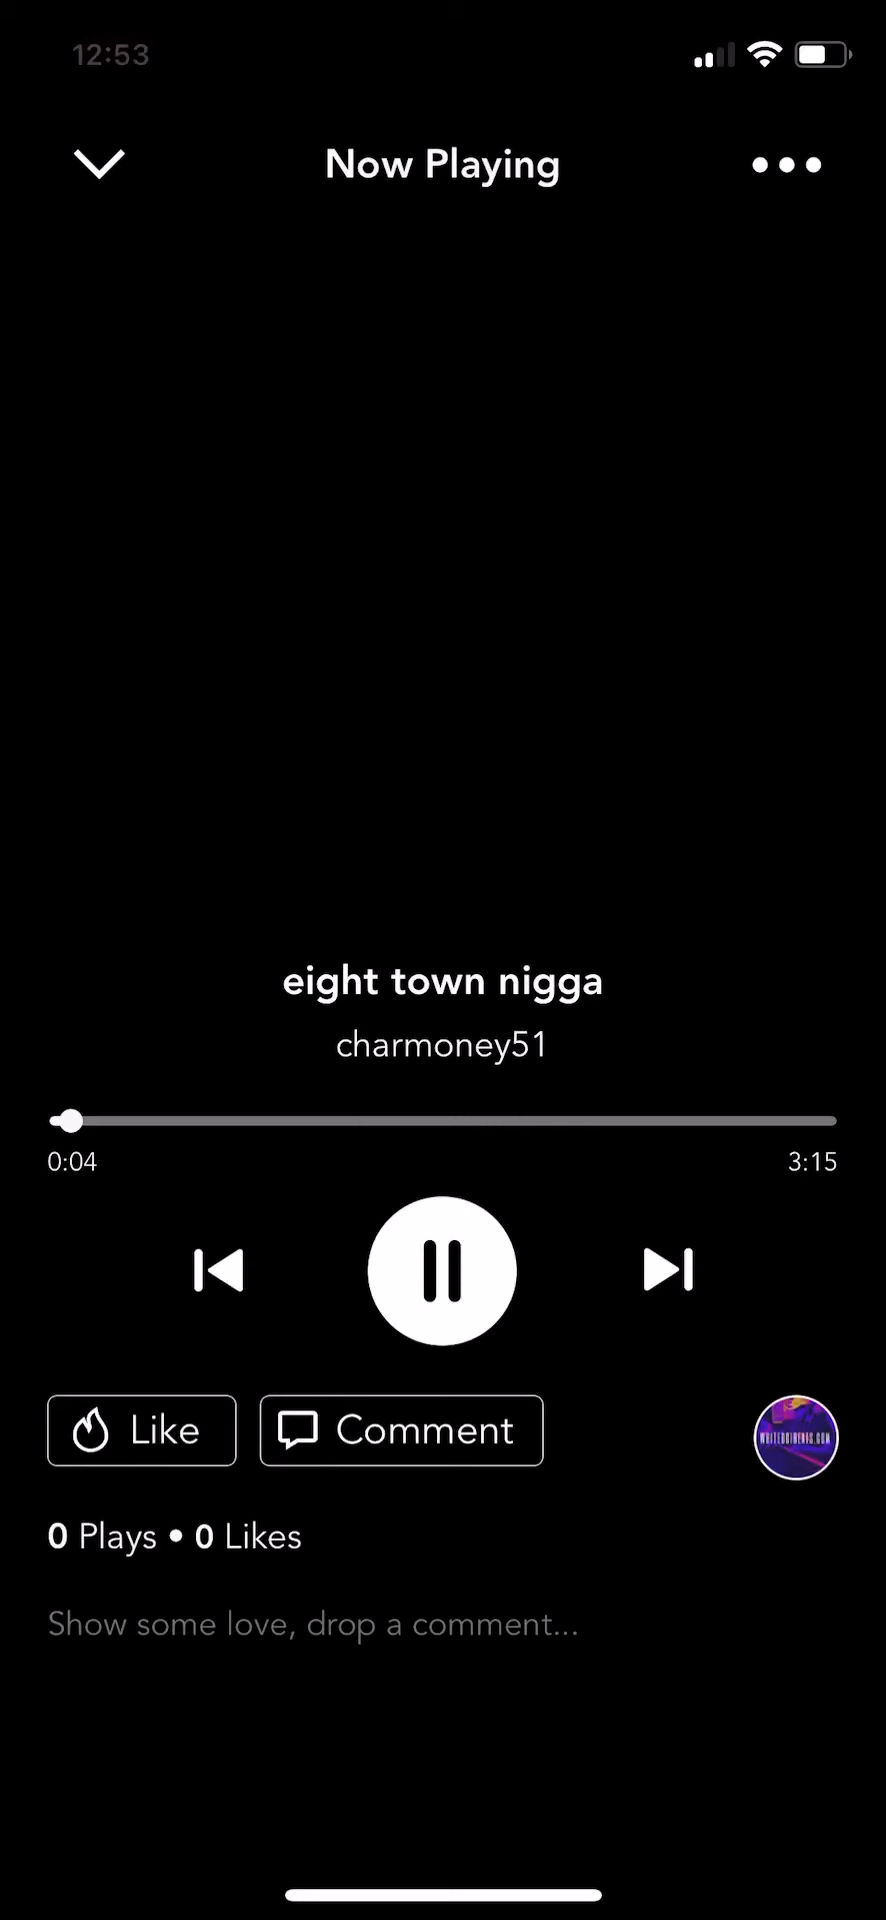 12:53
Now Playing
eight town nigga
charmoney51
0:04
3:15
Like
Comment
0 Plays • 0 Likes
Show some love, drop a comment...